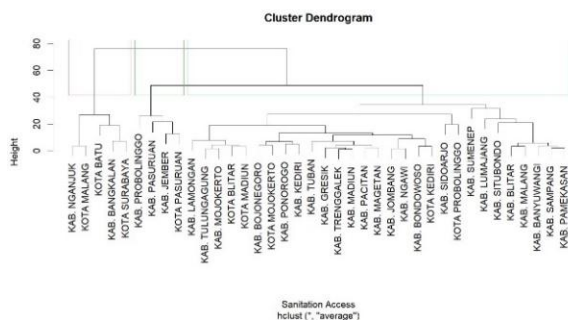 Cluster Dendrogram
Height
80
60
40
20
0
KAB. NGANJUK
KOTA MALANG
KOTA BATU
KAB. BANGKALAN
KOTA SURABAYA
KAB. PROBOLINGGO
KAB. PASURUAN
KAB. JEMBER
KOTA PASURUAN
KAB. LAMONGAN
KAB. TULUNGAGUNG
KAB. MOJOKERTO
KOTA BLITAR
KOTA MADIUN
KAB. BOJONEGORO
KOTA MOJOKERTO
KAB. PONOROGO
KAB. KEDIRI
KAB. TUBAN
KAB. GRESIK
KAB. TRENGGALEK
KAB. MADIUN
KAB. PACITAN
KAB. MAGETAN
KAB. JOMBANG
KAB. NGAWI
KAB. BONDOWOSO
KOTA KEDIRI
KAB. SIDOARJO
KOTA PROBOLINGGO
KAB. SUMENEP
KAB. LUMAJANG
KAB. SITUBONDO
KAB. BLITAR
KAB. MALANG
KAB. BANYUWANGI
KAB. SAMPANG
KAB. PAMEKASAN
Sanitation Access
hclust (*, "average")